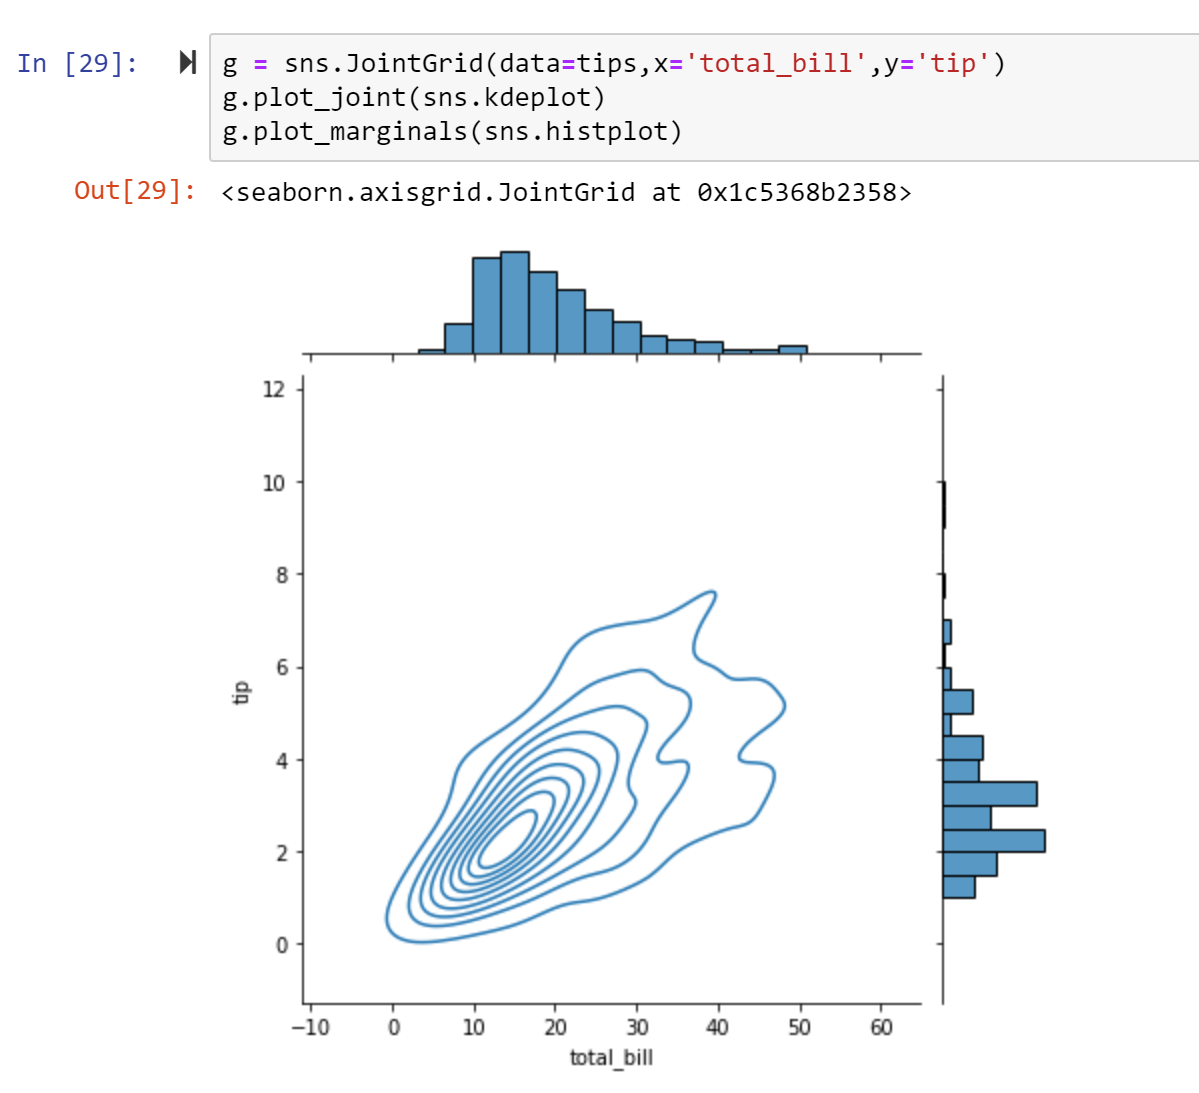 In [29]:
g = sns.JointGrid(data=tips,x='total_bill',y='tip')
g.plot_joint(sns.kdeplot)
g.plot_marginals(sns.histplot)
Out[29]:
<seaborn.axisgrid.JointGrid at 0x1c5368b2358>
12
10
8
6
4
2
0
tip
−10 0 10 20 30 40 50 60
total_bill